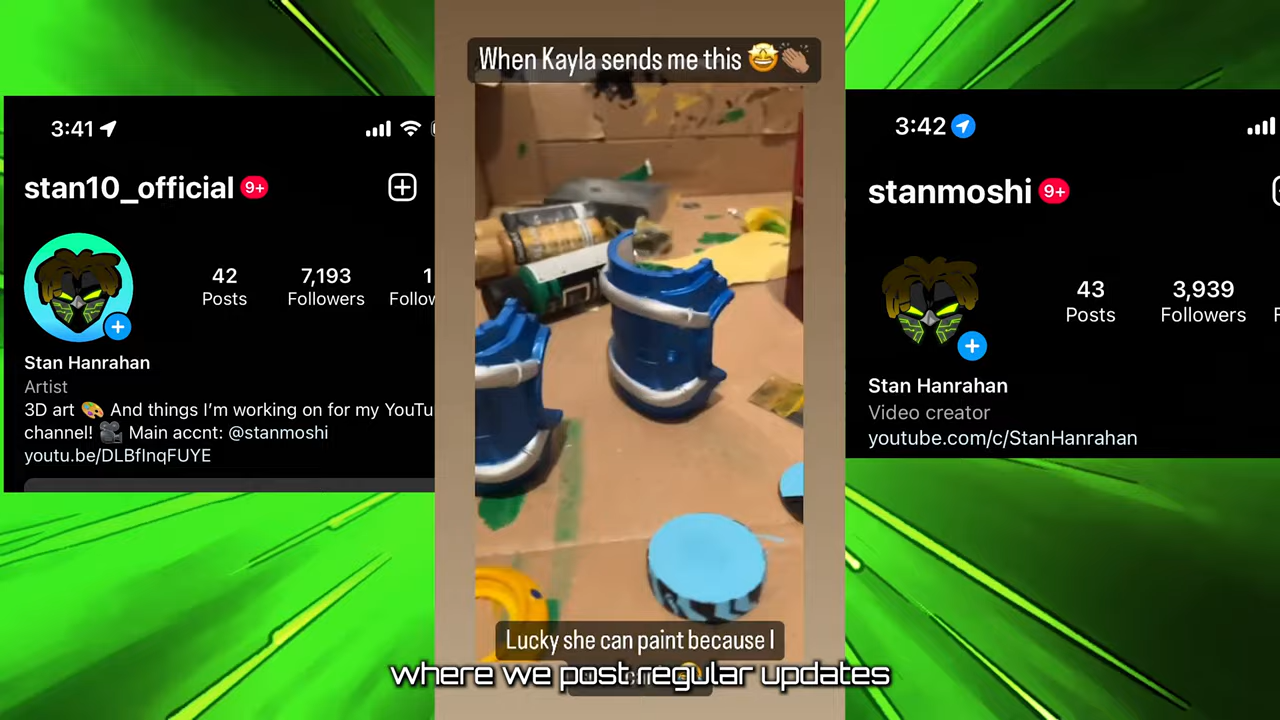 When Kayla sends me this 🤩👏🏼
3:41
stan10_official 9+
42
Posts
7,193
Followers
1
Follow
Stan Hanrahan
Artist
3D art 🎨 And things I'm working on for my YouTu
channel! 🎥 Main accnt: @stanmoshi
youtu.be/DLBfInqFUYE
3:42
stanmoshi 9+
43
Posts
3,939
Followers
F
Stan Hanrahan
Video creator
youtube.com/c/StanHanrahan
Lucky she can paint because I
where we post regular updates